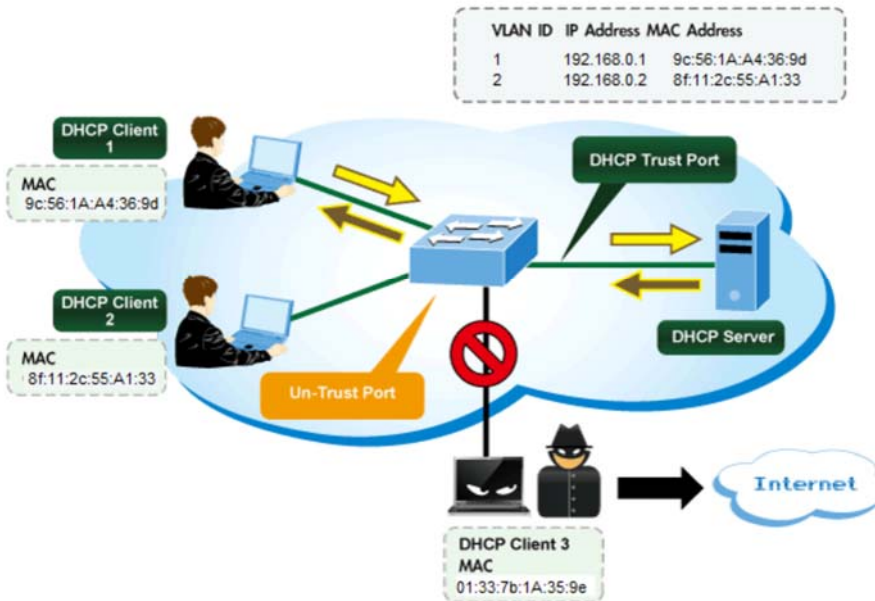 VLAN ID IP Address MAC Address
1 192.168.0.1 9c:56:1A:A4:36:9d
2 192.168.0.2 8f:11:2c:55:A1:33
DHCP Client
1
MAC
9c:56:1A:A4:36:9d
DHCP Trust Port
DHCP Client
2
MAC
8f:11:2c:55:A1:33
Un-Trust Port
DHCP Server
Internet
DHCP Client 3
MAC
01:33:7b:1A:35:9e